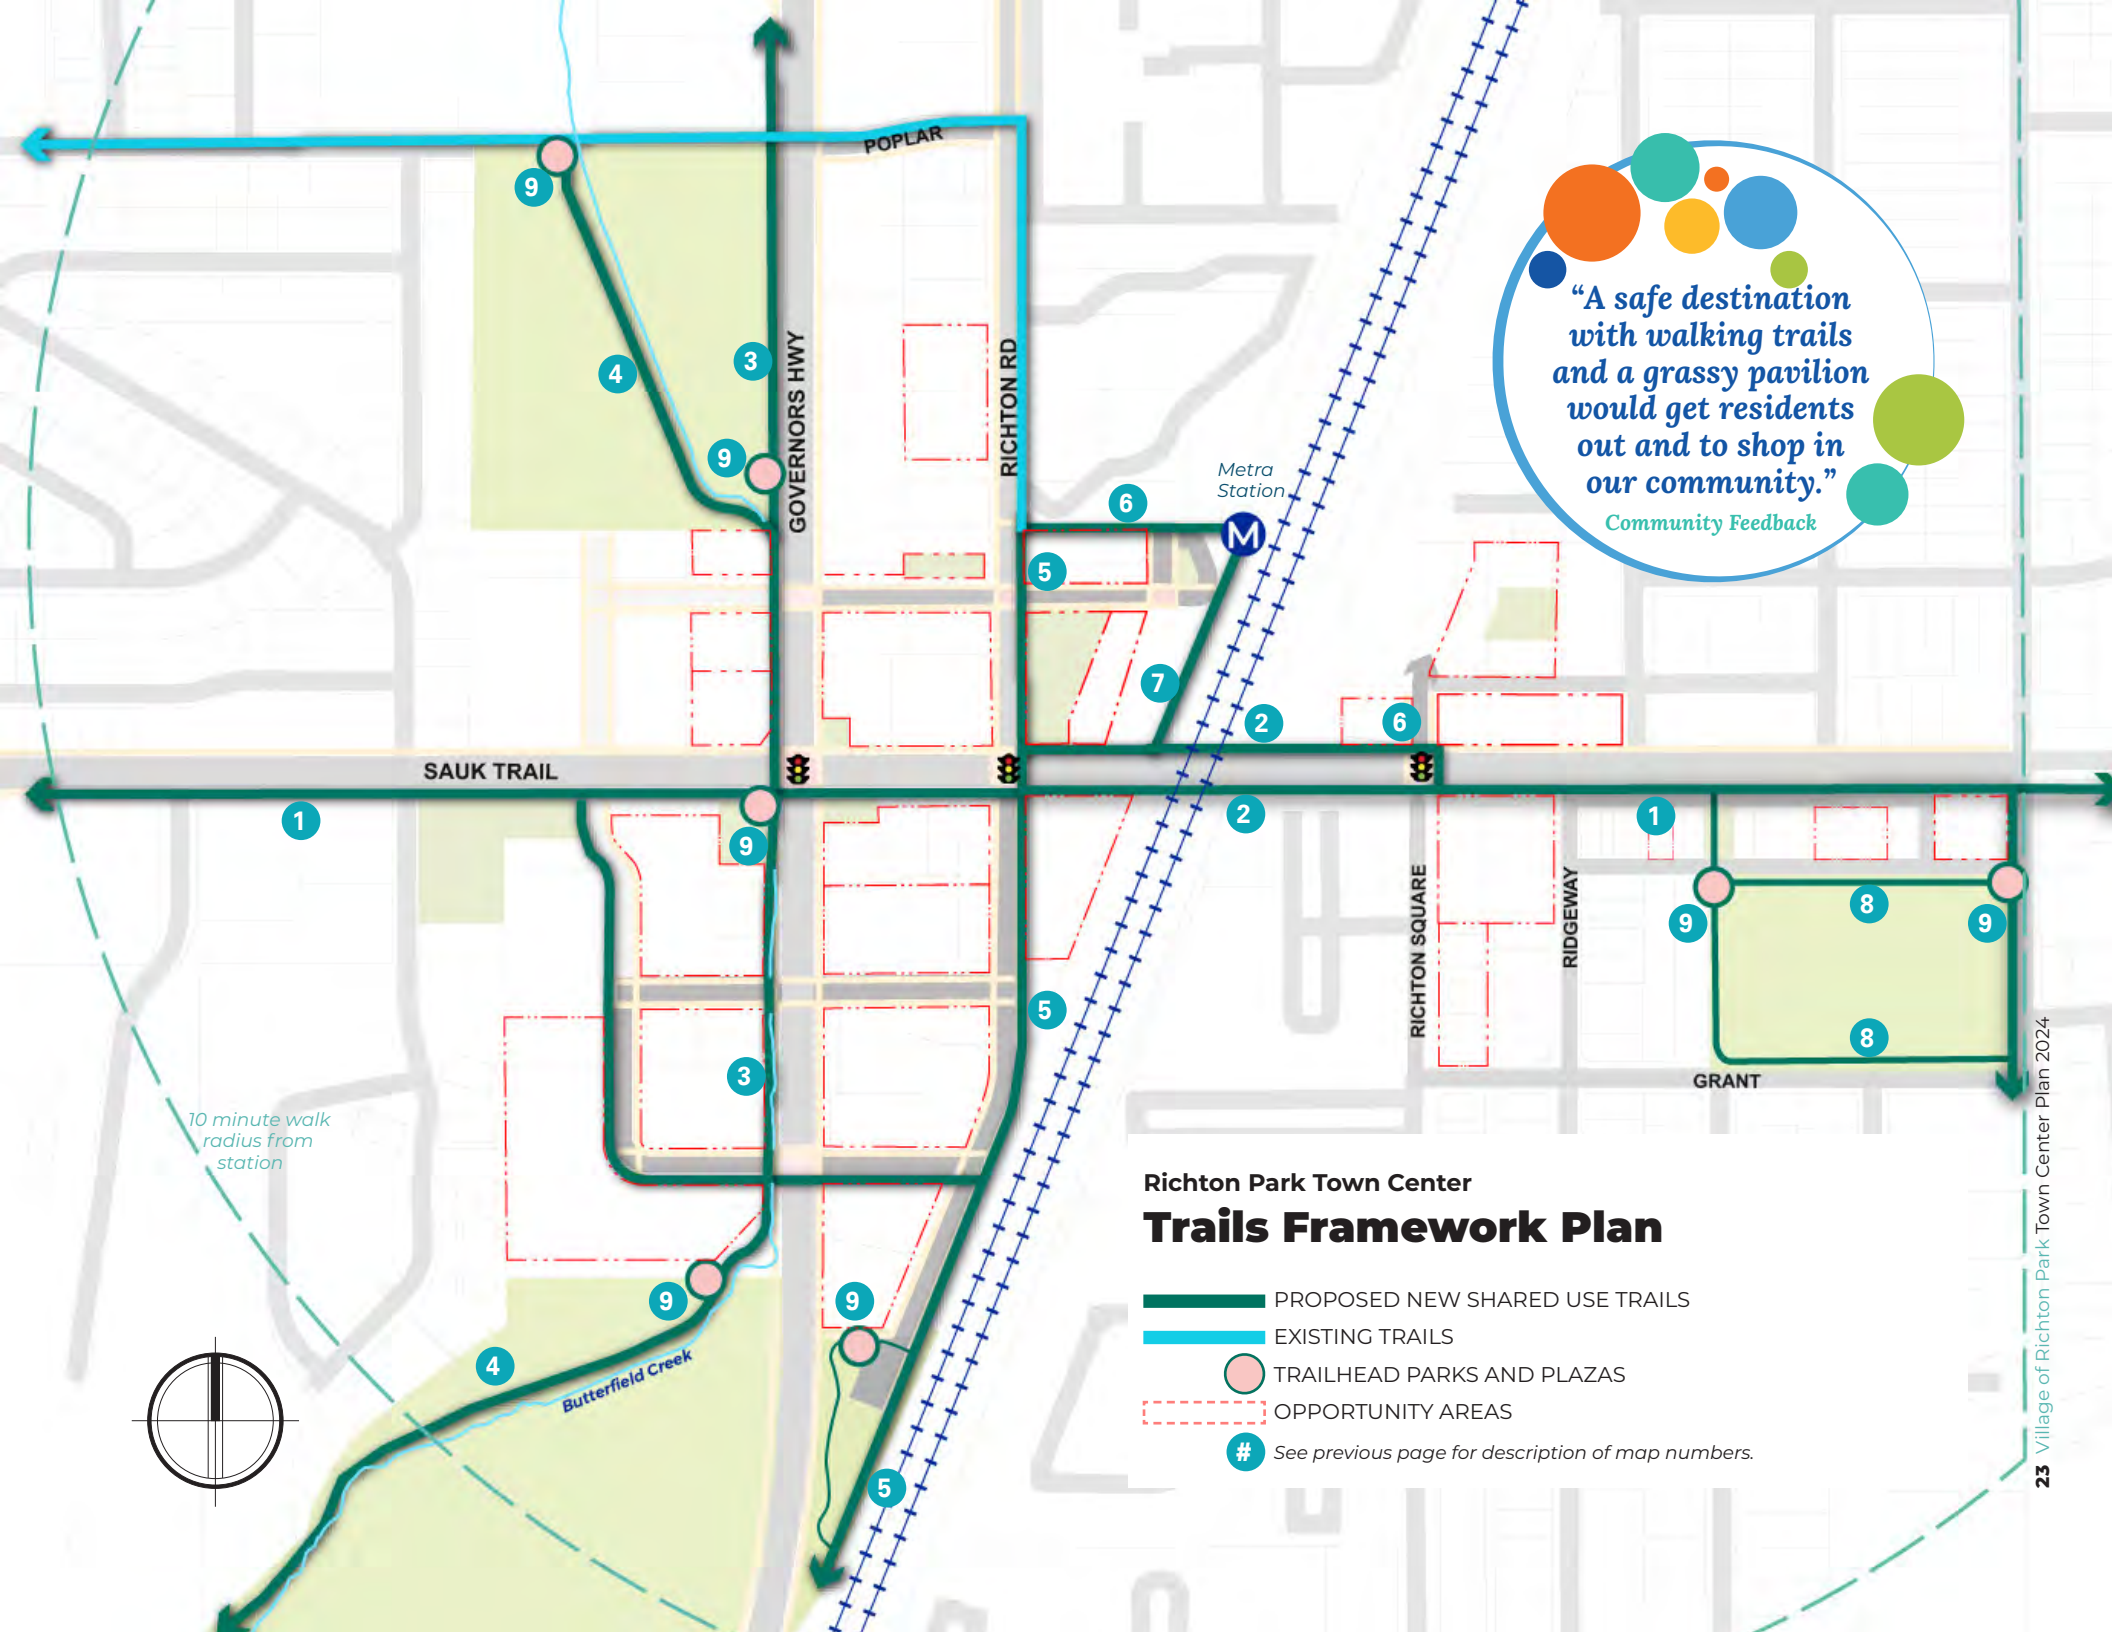 POPLAR
9
3
4
9
GOVERNORS HWY
RICHTON RD
Metra
Station
M
6
5
7
2
6
“A safe destination
with walking trails
and a grassy pavilion
would get residents
out and to shop in
our community.”
Community Feedback
SAUK TRAIL
1
9
2
1
RICHTON SQUARE
RIDGEWAY
9
8
9
8
GRANT
5
3
10 minute walk
radius from
station
9
9
4
Butterfield Creek
5
Richton Park Town Center
Trails Framework Plan
PROPOSED NEW SHARED USE TRAILS
EXISTING TRAILS
TRAILHEAD PARKS AND PLAZAS
OPPORTUNITY AREAS
# See previous page for description of map numbers.
23 Village of Richton Park Town Center Plan 2024